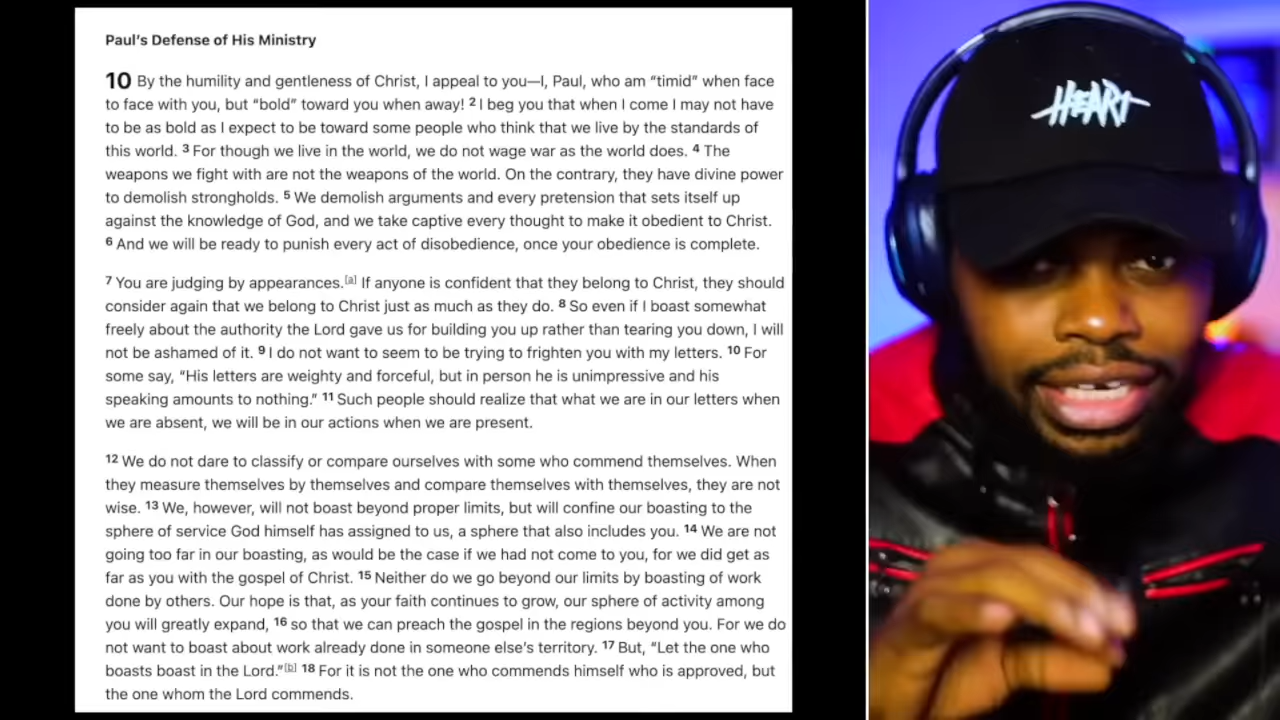 Paul's Defense of His Ministry
10 By the humility and gentleness of Christ, I appeal to you—I, Paul, who am “timid” when face
to face with you, but “bold” toward you when away! 2 I beg you that when I come I may not have
to be as bold as I expect to be toward some people who think that we live by the standards of
this world. 3 For though we live in the world, we do not wage war as the world does. 4 The
weapons we fight with are not the weapons of the world. On the contrary, they have divine power
to demolish strongholds. 5 We demolish arguments and every pretension that sets itself up
against the knowledge of God, and we take captive every thought to make it obedient to Christ.
6 And we will be ready to punish every act of disobedience, once your obedience is complete.
7 You are judging by appearances.[a] If anyone is confident that they belong to Christ, they should
consider again that we belong to Christ just as much as they do. 8 So even if I boast somewhat
freely about the authority the Lord gave us for building you up rather than tearing you down, I will
not be ashamed of it. 9 I do not want to seem to be trying to frighten you with my letters. 10 For
some say, “His letters are weighty and forceful, but in person he is unimpressive and his
speaking amounts to nothing.” 11 Such people should realize that what we are in our letters when
we are absent, we will be in our actions when we are present.
12 We do not dare to classify or compare ourselves with some who commend themselves. When
they measure themselves by themselves and compare themselves with themselves, they are not
wise. 13 We, however, will not boast beyond proper limits, but will confine our boasting to the
sphere of service God himself has assigned to us, a sphere that also includes you. 14 We are not
going too far in our boasting, as would be the case if we had not come to you, for we did get as
far as you with the gospel of Christ. 15 Neither do we go beyond our limits by boasting of work
done by others. Our hope is that, as your faith continues to grow, our sphere of activity among
you will greatly expand, 16 so that we can preach the gospel in the regions beyond you. For we do
not want to boast about work already done in someone else's territory. 17 But, “Let the one who
boasts boast in the Lord.”[b] 18 For it is not the one who commends himself who is approved, but
the one whom the Lord commends.
HEART